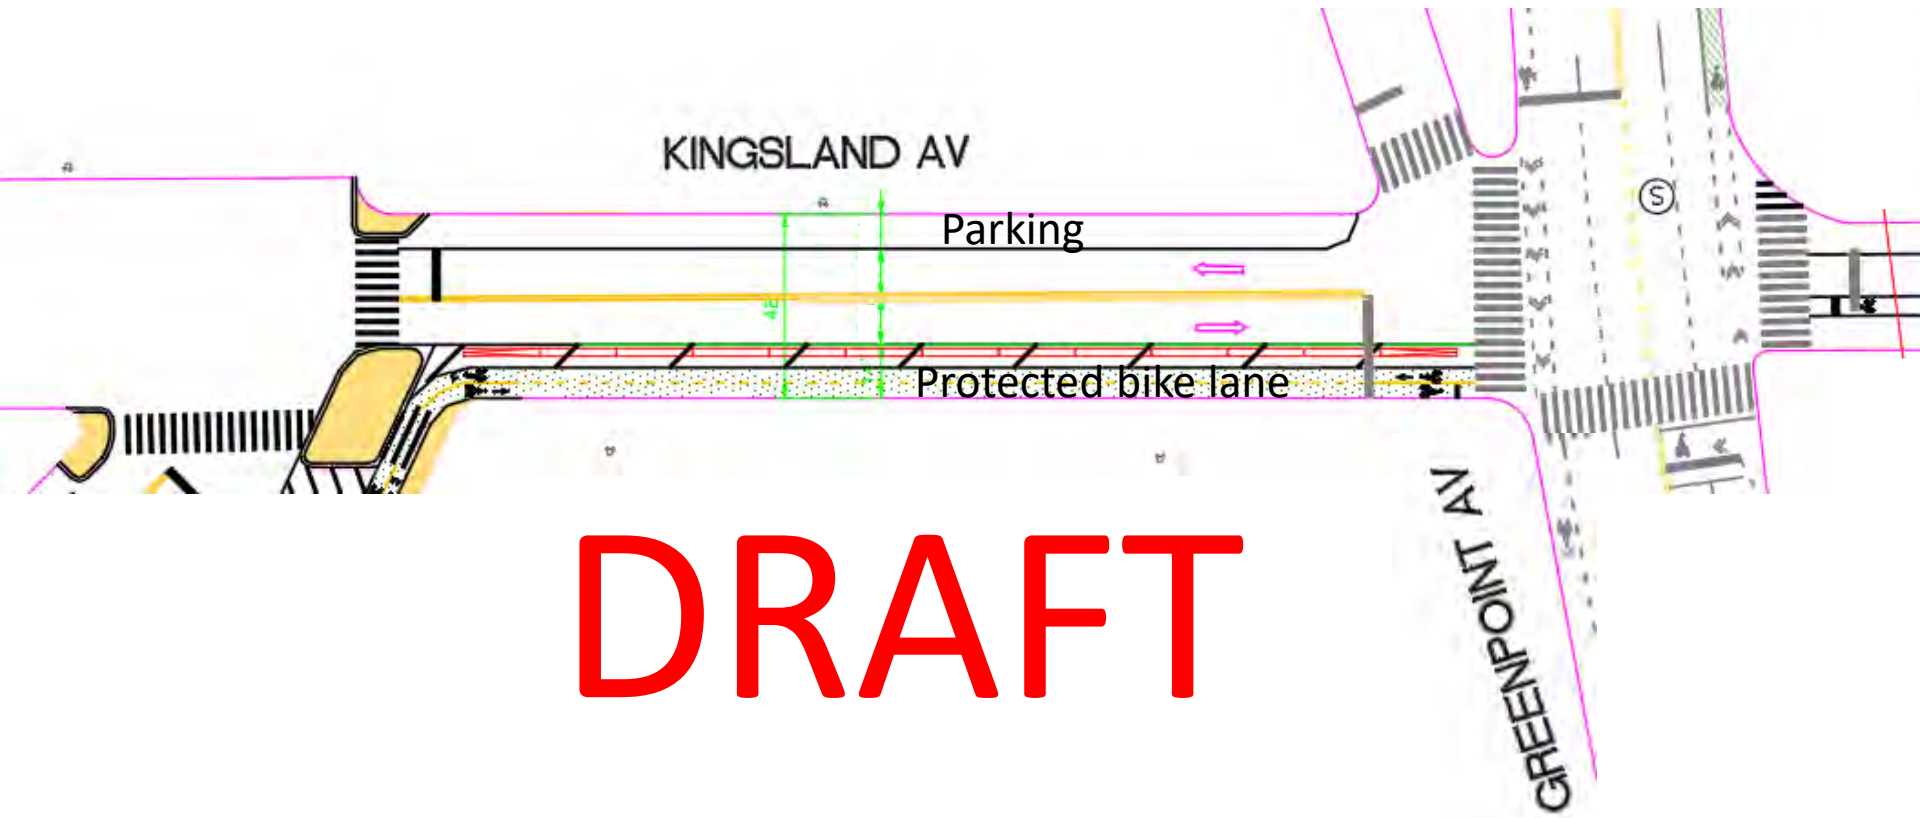 KINGSLAND AV
Parking
S
Protected bike lane
GREENPOINT AV
DRAFT